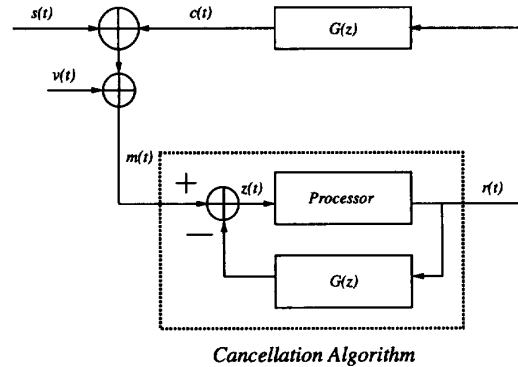 s(t)
c(t)
G(z)
v(t)
m(t)
+
z(t)
Processor
r(t)
—
G(z)
Cancellation Algorithm